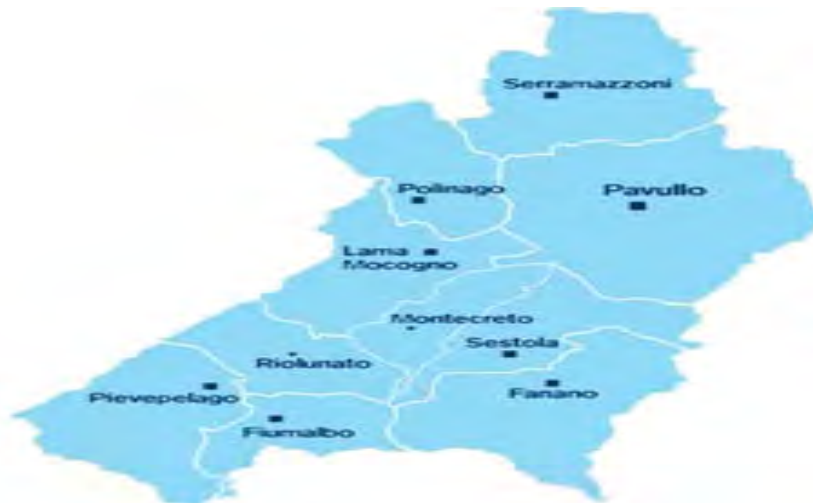 Serramazzoni
Polinago
Pavullo
Lama
Mocogno
Montecreto
Sestola
Riolunato
Pievepelago
Fanano
Fiumalbo